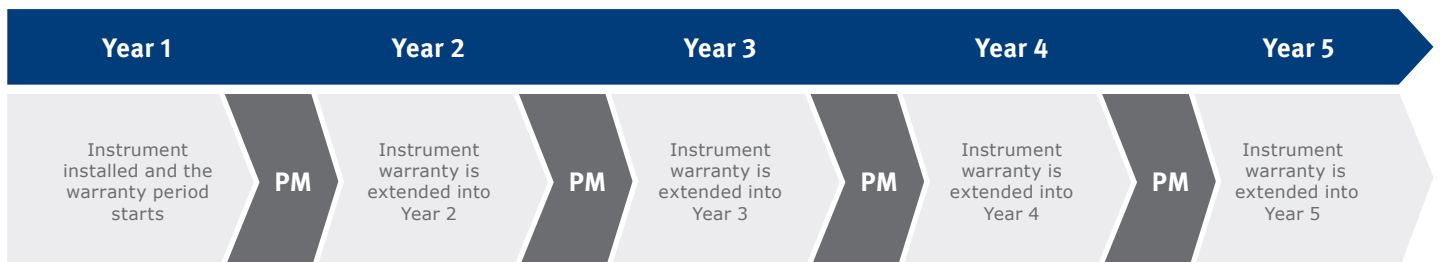 Year 1
Year 2
Year 3
Year 4
Year 5
Instrument
installed and the
warranty period
starts
PM
Instrument
warranty is
extended into
Year 2
PM
Instrument
warranty is
extended into
Year 3
PM
Instrument
warranty is
extended into
Year 4
PM
Instrument
warranty is
extended into
Year 5